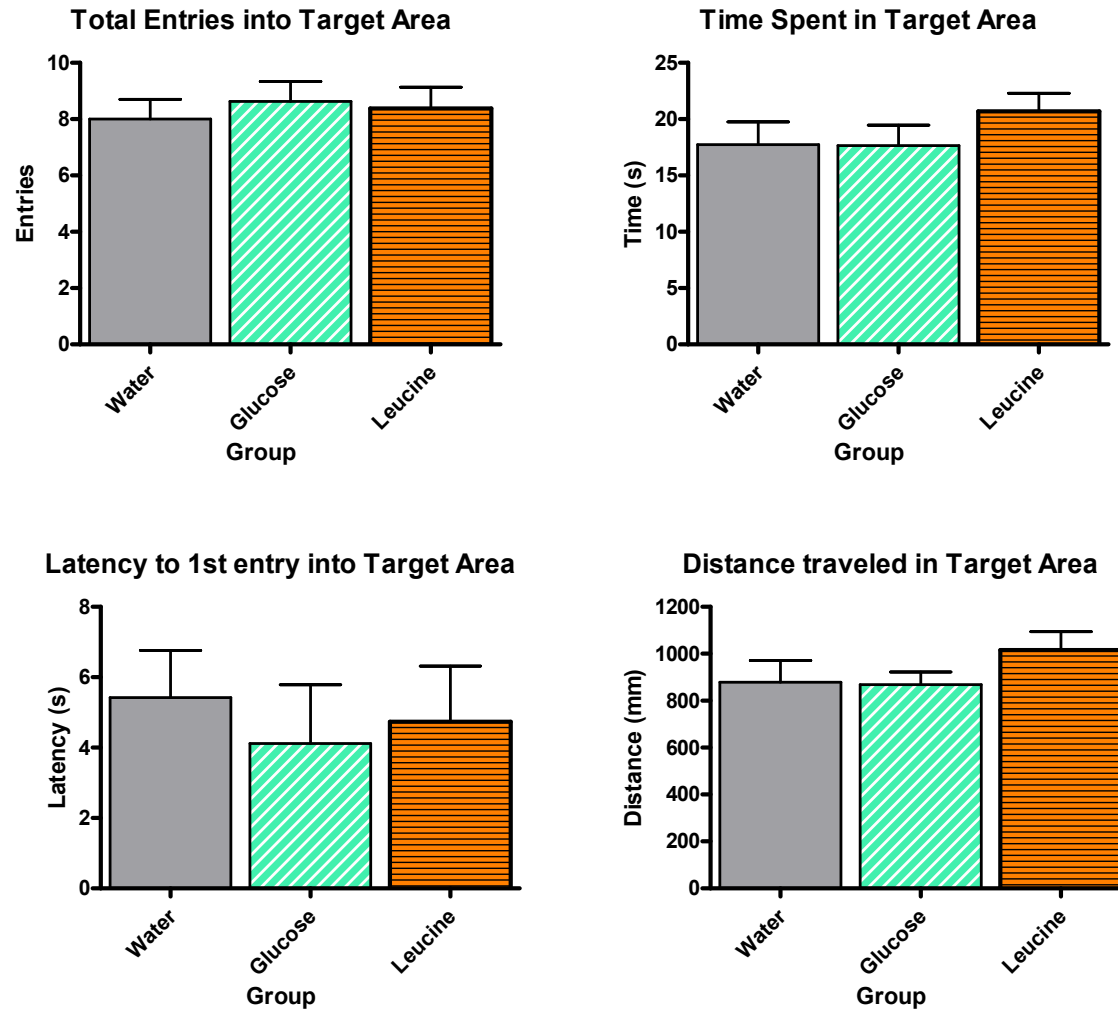 Total Entries into Target Area
Entries
10
8
6
4
2
0
Water
Glucose
Leucine
Group
Time Spent in Target Area
Time (s)
25
20
15
10
5
0
Water
Glucose
Leucine
Group
Latency to 1st entry into Target Area
Latency (s)
8
6
4
2
0
Water
Glucose
Leucine
Group
Distance traveled in Target Area
Distance (mm)
1200
1000
800
600
400
200
0
Water
Glucose
Leucine
Group